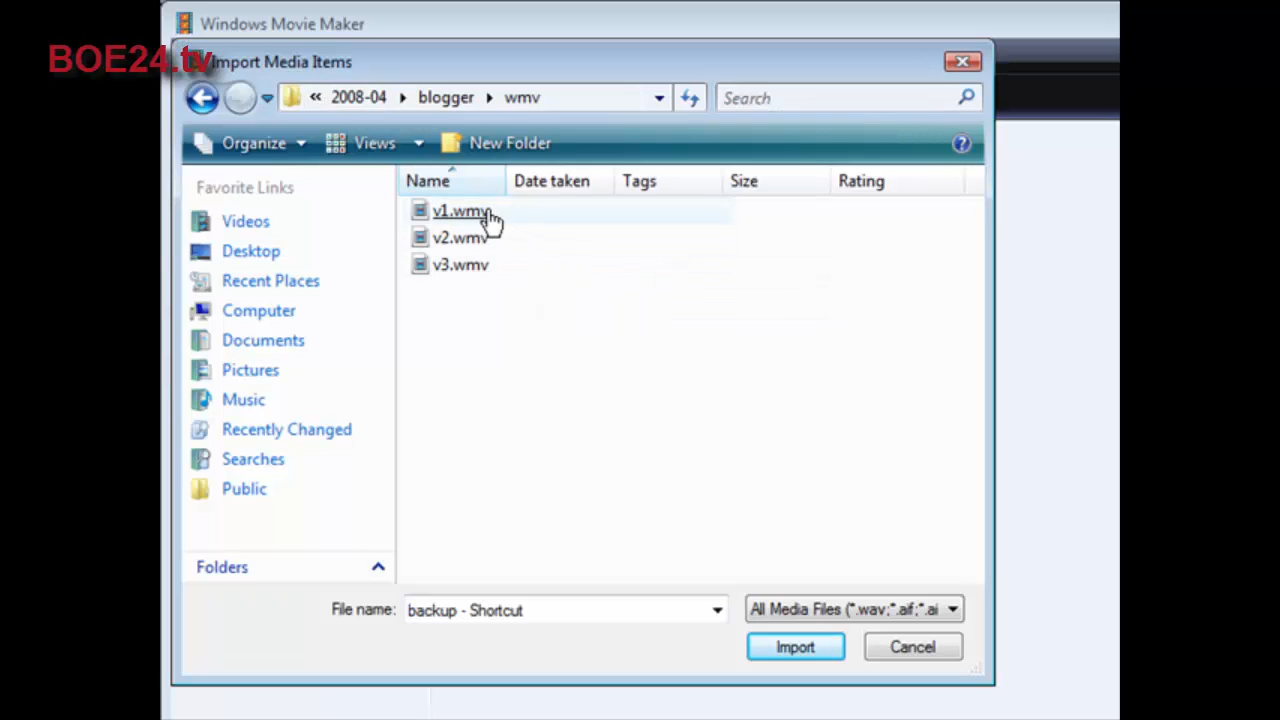 Windows Movie Maker
BOE24.tv
Import Media Items
« 2008-04 ▸ blogger ▸ wmv
Search
Organize
Views
New Folder
Favorite Links
Name
Date taken
Tags
Size
Rating
Videos
Desktop
Recent Places
Computer
Documents
Pictures
Music
Recently Changed
Searches
Public
v1.wmv
v2.wmv
v3.wmv
Folders
File name: backup - Shortcut
All Media Files (*.wav;*.aif;*.ai
Import
Cancel